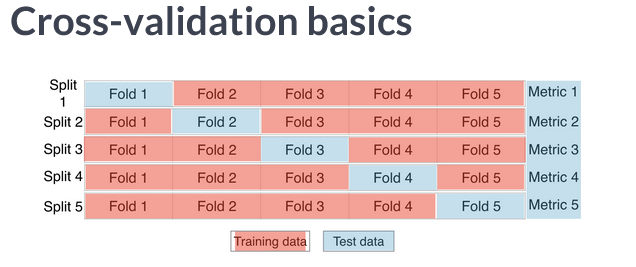 Cross-validation basics
Split
1
Fold 1 Fold 2 Fold 3 Fold 4 Fold 5 Metric 1
Split 2 Fold 1 Fold 2 Fold 3 Fold 4 Fold 5 Metric 2
Split 3 Fold 1 Fold 2 Fold 3 Fold 4 Fold 5 Metric 3
Split 4 Fold 1 Fold 2 Fold 3 Fold 4 Fold 5 Metric 4
Split 5 Fold 1 Fold 2 Fold 3 Fold 4 Fold 5 Metric 5
Training data Test data